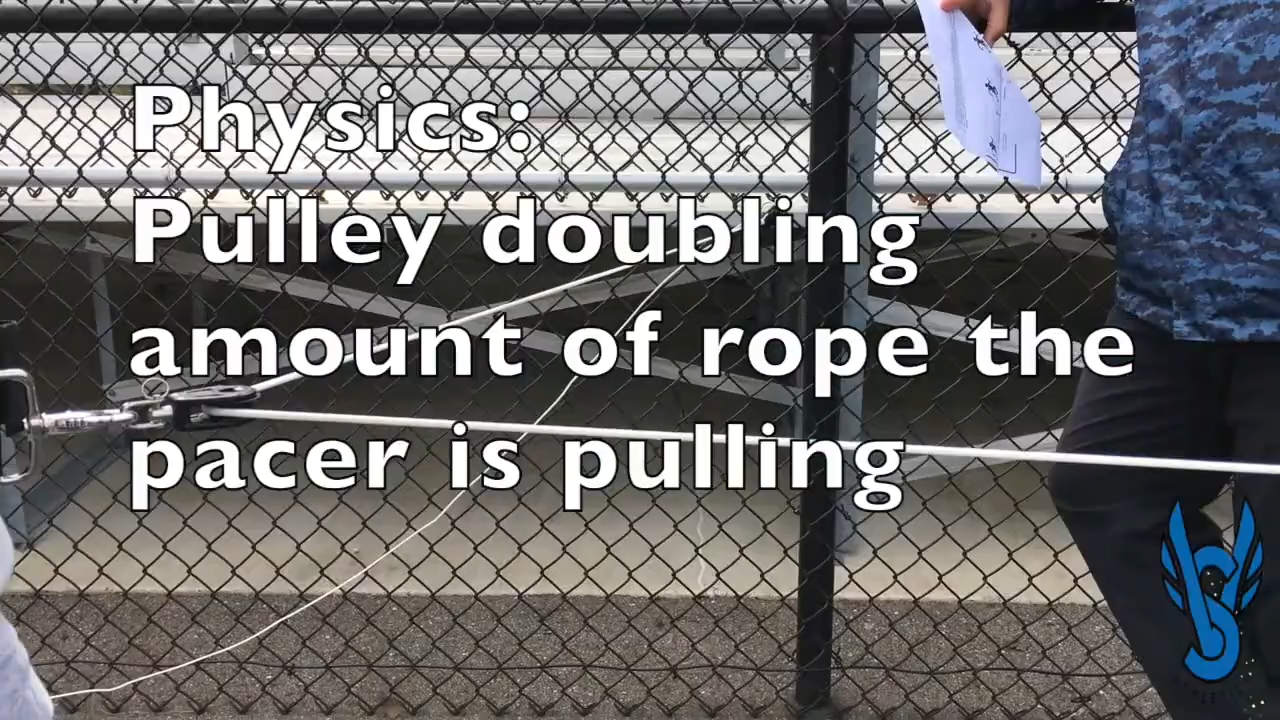 Physics:
Pulley doubling
amount of rope the
pacer is pulling